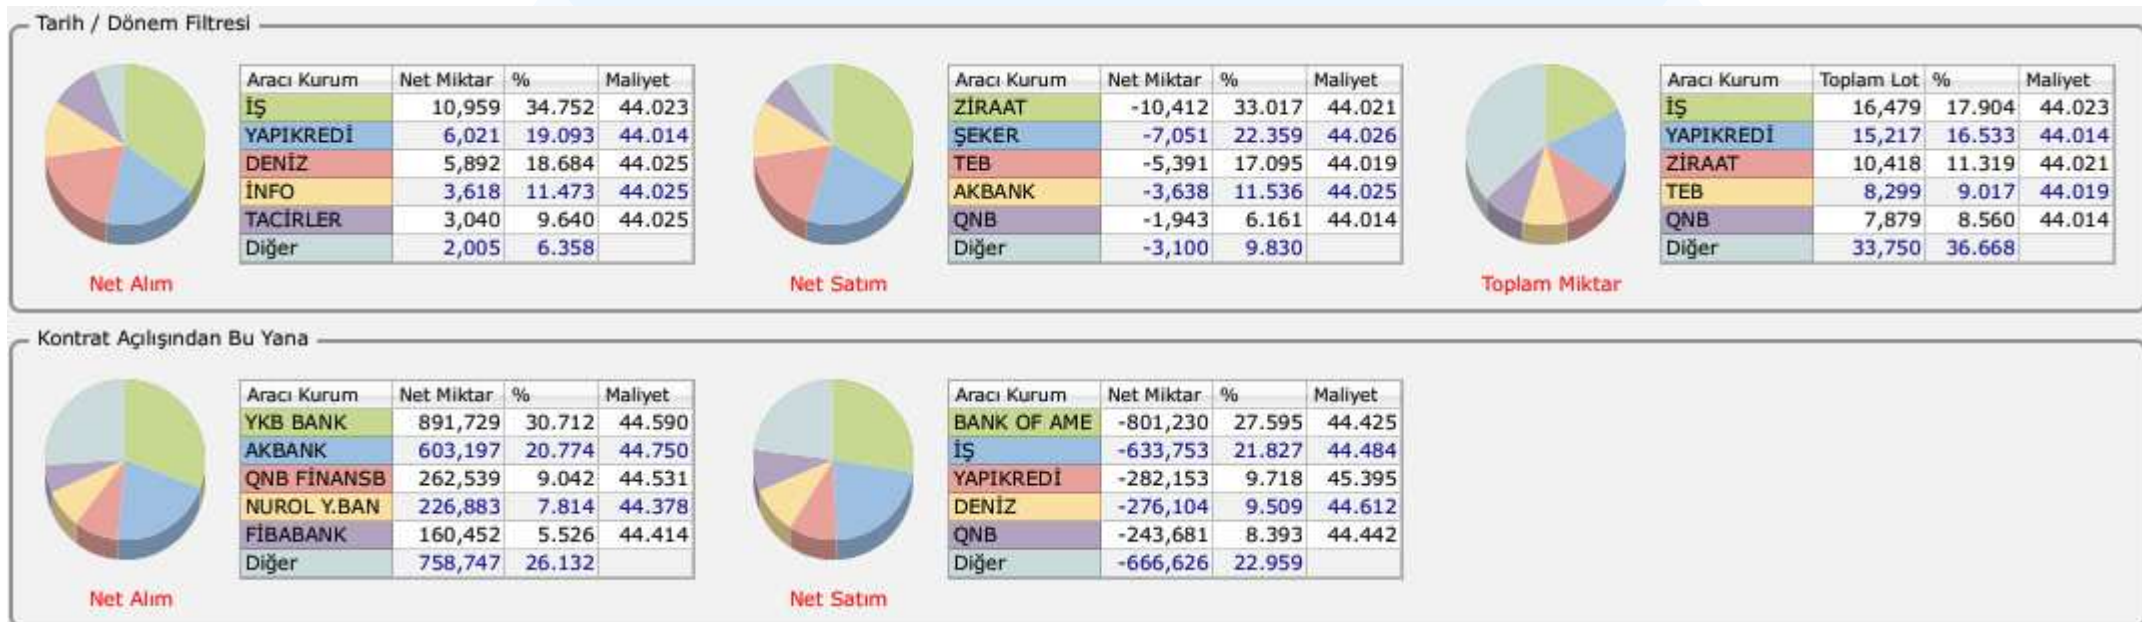 Tarih / Dönem Filtresi
Aracı Kurum Net Miktar % Maliyet
İŞ 10,959 34.752 44.023
YAPIKREDİ 6,021 19.093 44.014
DENİZ 5,892 18.684 44.025
İNFO 3,618 11.473 44.025
TACİRLER 3,040 9.640 44.025
Diğer 2,005 6.358
Net Alım
Aracı Kurum Net Miktar % Maliyet
ZİRAAT -10,412 33.017 44.021
ŞEKER -7,051 22.359 44.026
TEB -5,391 17.095 44.019
AKBANK -3,638 11.536 44.025
QNB -1,943 6.161 44.014
Diğer -3,100 9.830
Net Satım
Aracı Kurum Toplam Lot % Maliyet
İŞ 16,479 17.904 44.023
YAPIKREDİ 15,217 16.533 44.014
ZİRAAT 10,418 11.319 44.021
TEB 8,299 9.017 44.019
QNB 7,879 8.560 44.014
Diğer 33,750 36.668
Toplam Miktar
Kontrat Açılışından Bu Yana
Aracı Kurum Net Miktar % Maliyet
YKB BANK 891,729 30.712 44.590
AKBANK 603,197 20.774 44.750
QNB FİNANSB 262,539 9.042 44.531
NUROL Y.BAN 226,883 7.814 44.378
FİBABANK 160,452 5.526 44.414
Diğer 758,747 26.132
Net Alım
Aracı Kurum Net Miktar % Maliyet
BANK OF AME -801,230 27.595 44.425
İŞ -633,753 21.827 44.484
YAPIKREDİ -282,153 9.718 45.395
DENİZ -276,104 9.509 44.612
QNB -243,681 8.393 44.442
Diğer -666,626 22.959
Net Satım